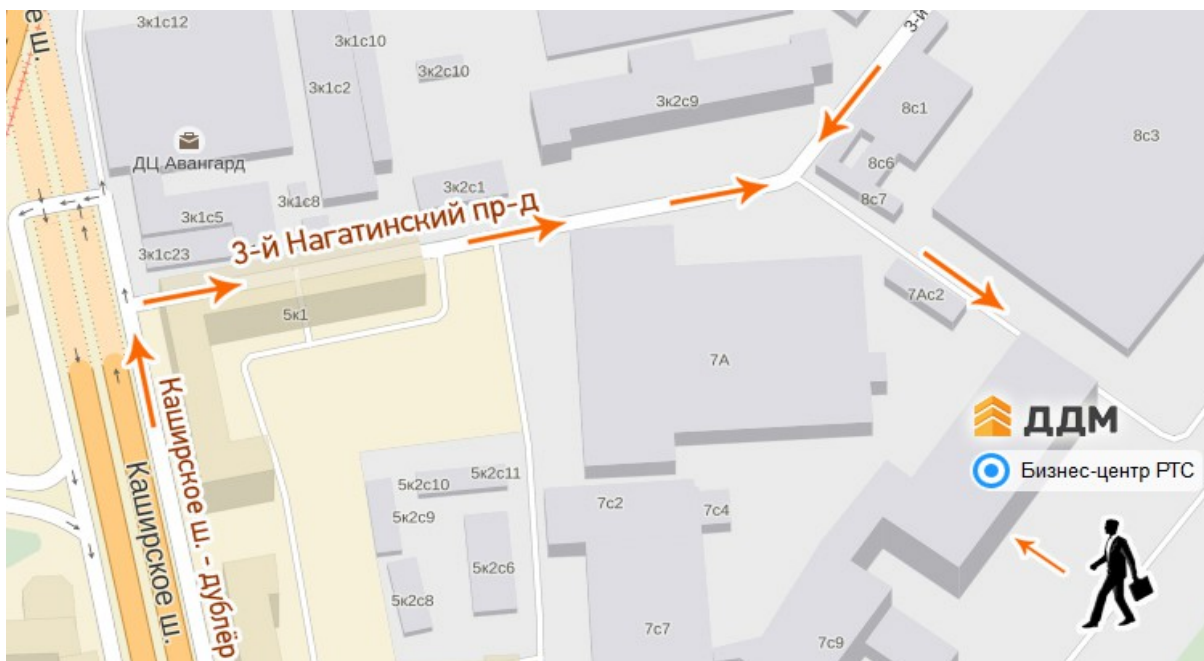 3к1с12
е ш.
3-й
3к1с10
3к2с10
3к1с2
3к2с9
8с1
8с3
ДЦ Авангард
8с6
3к2с1
3к1с8
8с7
3к1с5
3-й Нагатинский пр-д
3к1с23
7Ас2
5к1
7А
Каширское ш. - дублёр
ДДМ
Бизнес-центр РТС
Каширское ш.
5к2с11
5к2с10
7с2
7с4
5к2с9
5к2с6
5к2с8
7с7
7с9